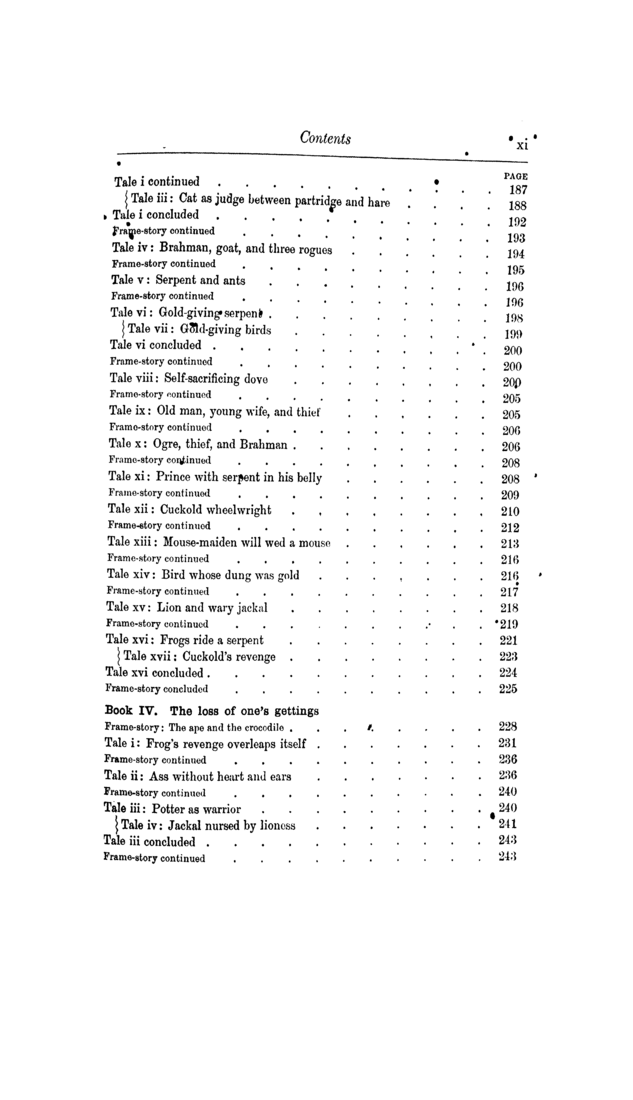 Contents xi
PAGE
Tale i continued . . . . . . . . . . . 187
{Tale iii: Cat as judge between partridge and hare . . . . 188
Tale i concluded . . . . . . . . . . . 192
Frame-story continued . . . . . . . . . . 193
Tale iv: Brahman, goat, and three rogues . . . . . . 194
Frame-story continued . . . . . . . . . . 195
Tale v: Serpent and ants . . . . . . . . . 196
Frame-story continued . . . . . . . . . . 196
Tale vi: Gold-giving serpent . . . . . . . . . 198
{Tale vii: Gold-giving birds . . . . . . . . 199
Tale vi concluded . . . . . . . . . . . 200
Frame-story continued . . . . . . . . . . 200
Tale viii: Self-sacrificing dove . . . . . . . . 200
Frame-story continued . . . . . . . . . . 205
Tale ix: Old man, young wife, and thief . . . . . . 205
Frame-story continued . . . . . . . . . . 206
Tale x: Ogre, thief, and Brahman . . . . . . . . 206
Frame-story continued . . . . . . . . . . 208
Tale xi: Prince with serpent in his belly . . . . . . 208
Frame-story continued . . . . . . . . . . 209
Tale xii: Cuckold wheelwright . . . . . . . . 210
Frame-story continued . . . . . . . . . . 212
Tale xiii: Mouse-maiden will wed a mouse . . . . . . 213
Frame-story continued . . . . . . . . . . 216
Tale xiv: Bird whose dung was gold . . . . . . . 216
Frame-story continued . . . . . . . . . . 217
Tale xv: Lion and wary jackal . . . . . . . . 218
Frame-story continued . . . . . . . . . . 219
Tale xvi: Frogs ride a serpent . . . . . . . . 221
{Tale xvii: Cuckold's revenge . . . . . . . . 223
Tale xvi concluded . . . . . . . . . . . 224
Frame-story concluded . . . . . . . . . . 225
Book IV. The loss of one's gettings
Frame-story: The ape and the crocodile . . . . . . . . 228
Tale i: Frog's revenge overleaps itself . . . . . . . 231
Frame-story continued . . . . . . . . . . 236
Tale ii: Ass without heart and ears . . . . . . . 236
Frame-story continued . . . . . . . . . . 240
Tale iii: Potter as warrior . . . . . . . . . 240
{Tale iv: Jackal nursed by lioness . . . . . . . 241
Tale iii concluded . . . . . . . . . . . 243
Frame-story continued . . . . . . . . . . 243